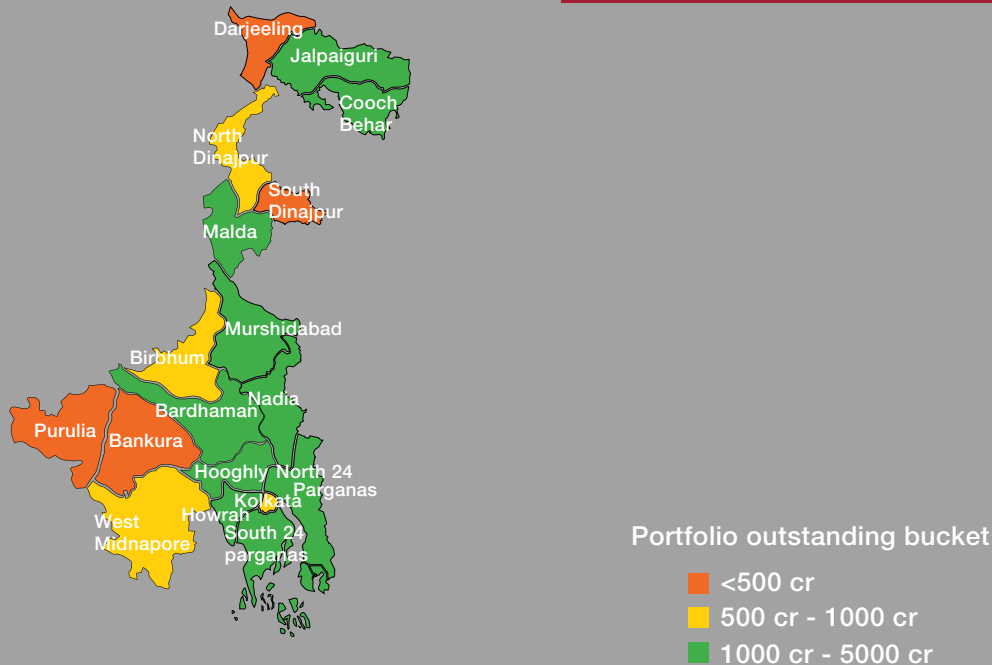 Darjeeling
Jalpaiguri
Cooch
Behar
North
Dinajpur
South
Dinajpur
Malda
Murshidabad
Birbhum
Nadia
Bardhaman
Purulia
Bankura
Hooghly
North 24
Parganas
Kolkata
Howrah
West
Midnapore
South 24
parganas
Portfolio outstanding bucket
<500 cr
500 cr - 1000 cr
1000 cr - 5000 cr